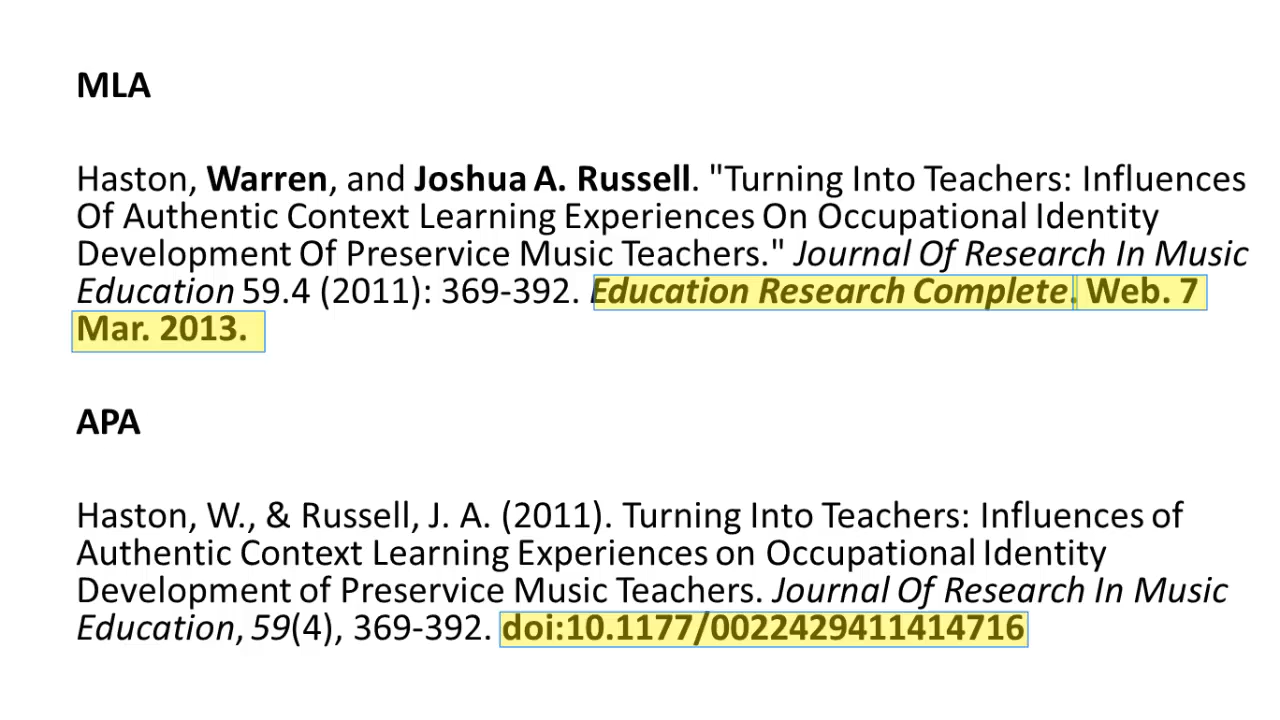 MLA
Haston, Warren, and Joshua A. Russell. "Turning Into Teachers: Influences
Of Authentic Context Learning Experiences On Occupational Identity
Development Of Preservice Music Teachers." Journal Of Research In Music
Education 59.4 (2011): 369-392. Education Research Complete. Web. 7
Mar. 2013.
APA
Haston, W., & Russell, J. A. (2011). Turning Into Teachers: Influences of
Authentic Context Learning Experiences on Occupational Identity
Development of Preservice Music Teachers. Journal Of Research In Music
Education, 59(4), 369-392. doi:10.1177/0022429411414716